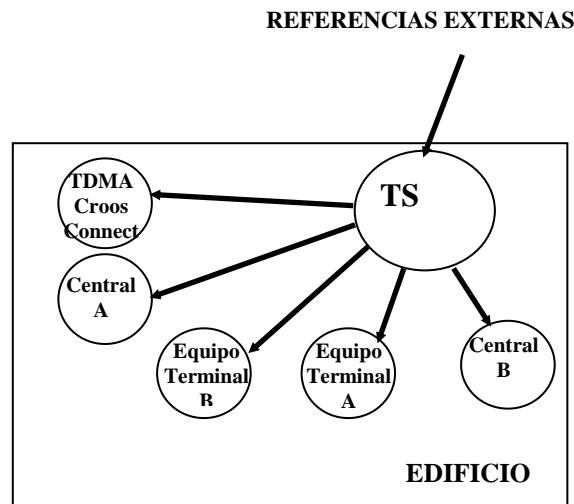 REFERENCIAS EXTERNAS
TS
TDMA
Croos
Connect
Central
A
Equipo
Terminal
B
Equipo
Terminal
A
Central
B
EDIFICIO